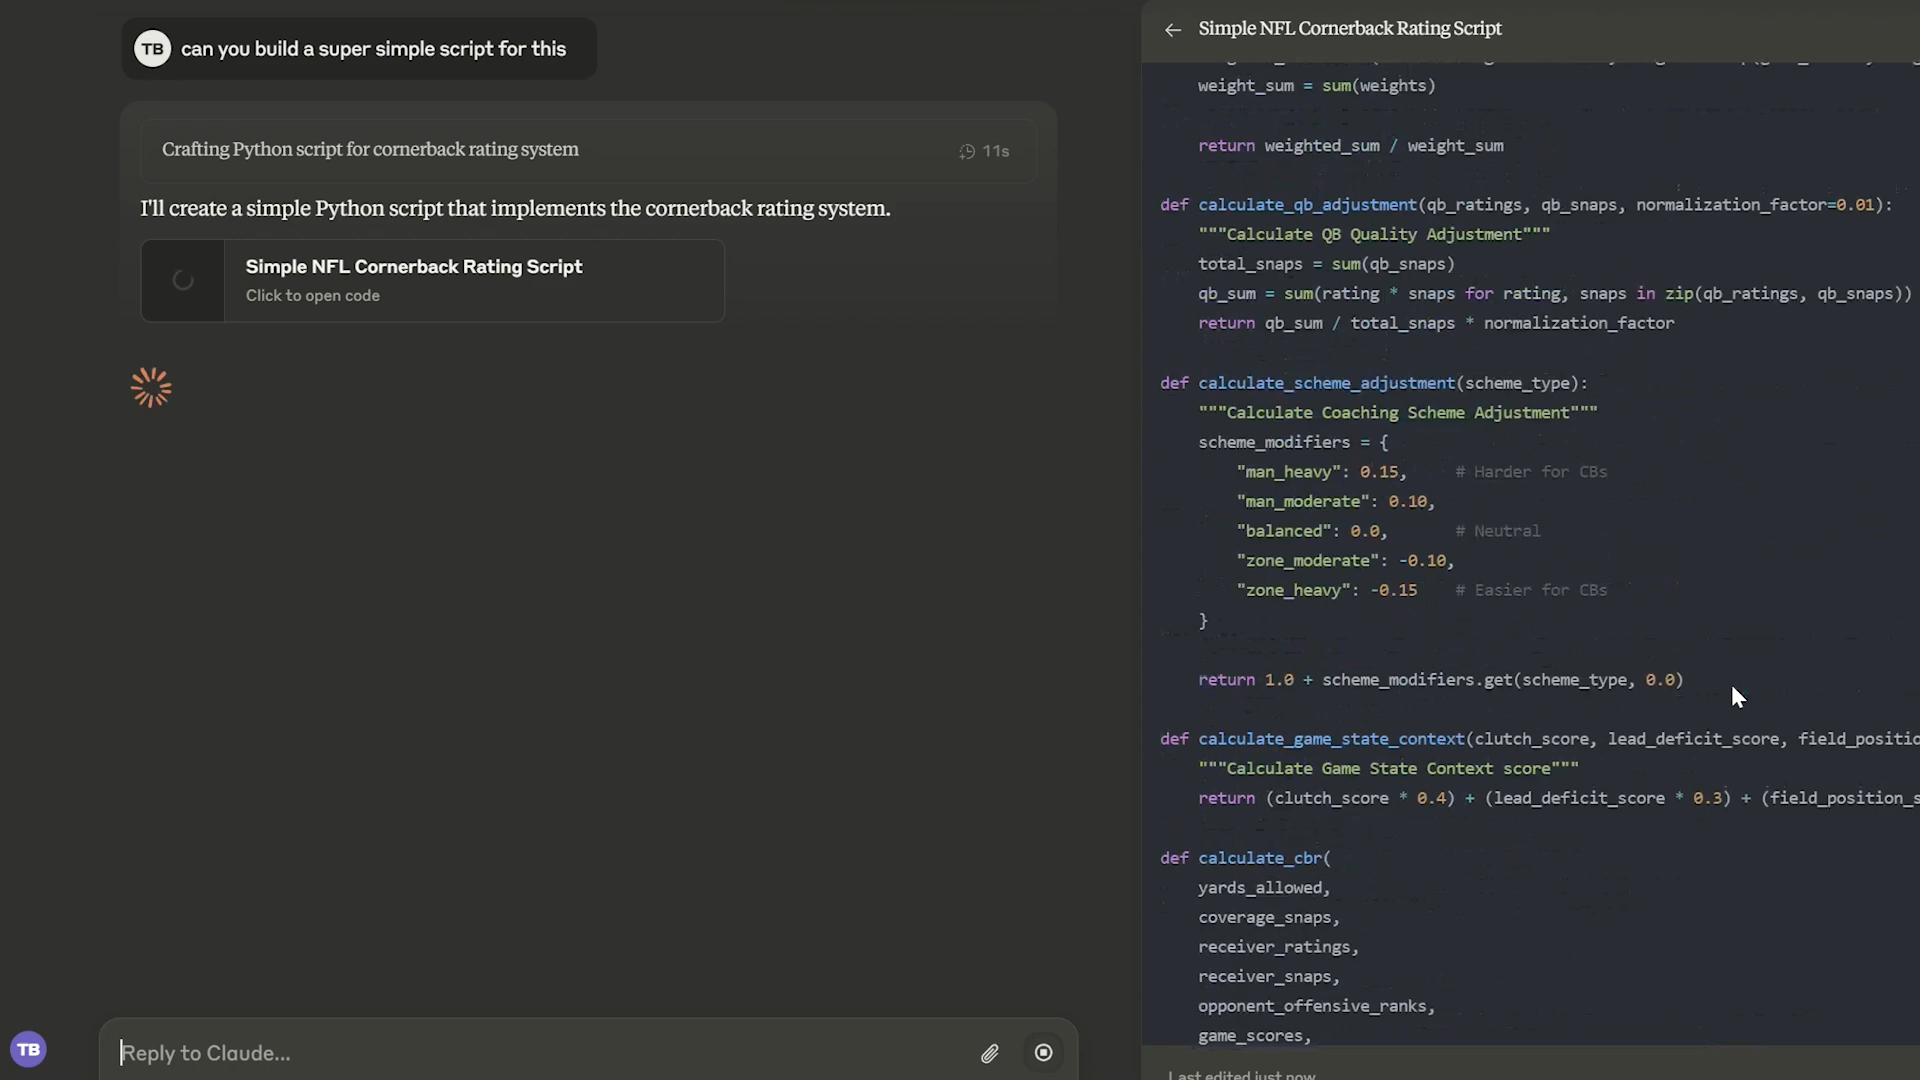 TB can you build a super simple script for this
Crafting Python script for cornerback rating system 11s
I'll create a simple Python script that implements the cornerback rating system.
Simple NFL Cornerback Rating Script
Click to open code
TB
Reply to Claude...
Simple NFL Cornerback Rating Script
weight_sum = sum(weights)
return weighted_sum / weight_sum
def calculate_qb_adjustment(qb_ratings, qb_snaps, normalization_factor=0.01):
"""Calculate QB Quality Adjustment"""
total_snaps = sum(qb_snaps)
qb_sum = sum(rating * snaps for rating, snaps in zip(qb_ratings, qb_snaps))
return qb_sum / total_snaps * normalization_factor
def calculate_scheme_adjustment(scheme_type):
"""Calculate Coaching Scheme Adjustment"""
scheme_modifiers = {
"man_heavy": 0.15, # Harder for CBs
"man_moderate": 0.10,
"balanced": 0.0, # Neutral
"zone_moderate": -0.10,
"zone_heavy": -0.15 # Easier for CBs
}
return 1.0 + scheme_modifiers.get(scheme_type, 0.0)
def calculate_game_state_context(clutch_score, lead_deficit_score, field_positio
"""Calculate Game State Context score"""
return (clutch_score * 0.4) + (lead_deficit_score * 0.3) + (field_position_s
def calculate_cbr(
yards_allowed,
coverage_snaps,
receiver_ratings,
receiver_snaps,
opponent_offensive_ranks,
game_scores,
Last edited just now